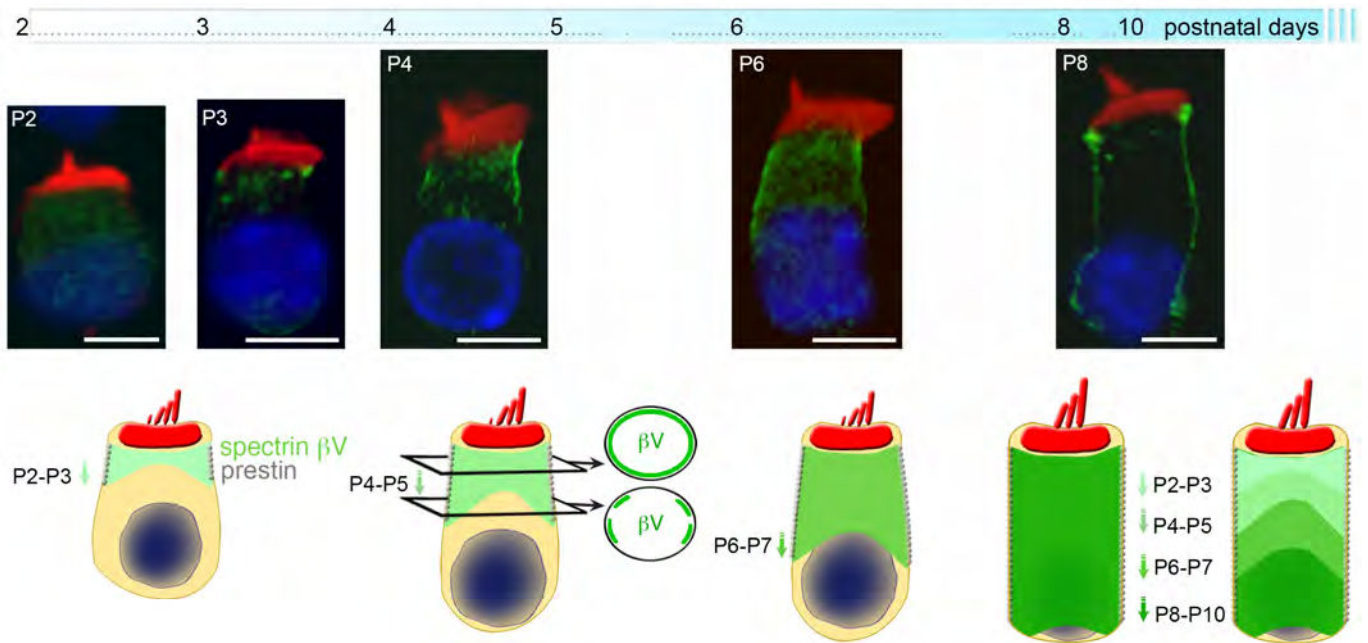 2 3 4 5 6 8 10 postnatal days
P2
P3
P4
P6
P8
spectrin βV
prestin
P2-P3
P4-P5
βV
βV
P6-P7
P2-P3
P4-P5
P6-P7
P8-P10